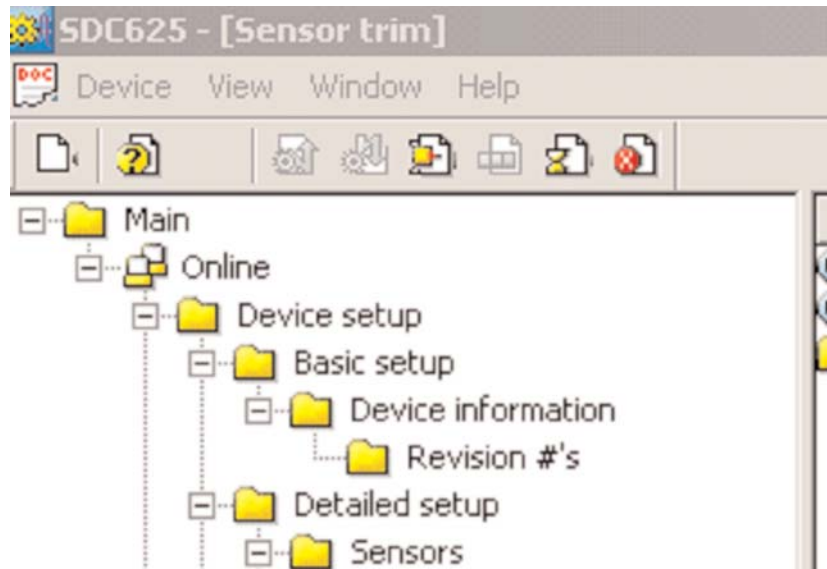 SDC625 - [Sensor trim]
DOC
Device View Window Help
Main
Online
Device setup
Basic setup
Device information
Revision #'s
Detailed setup
Sensors